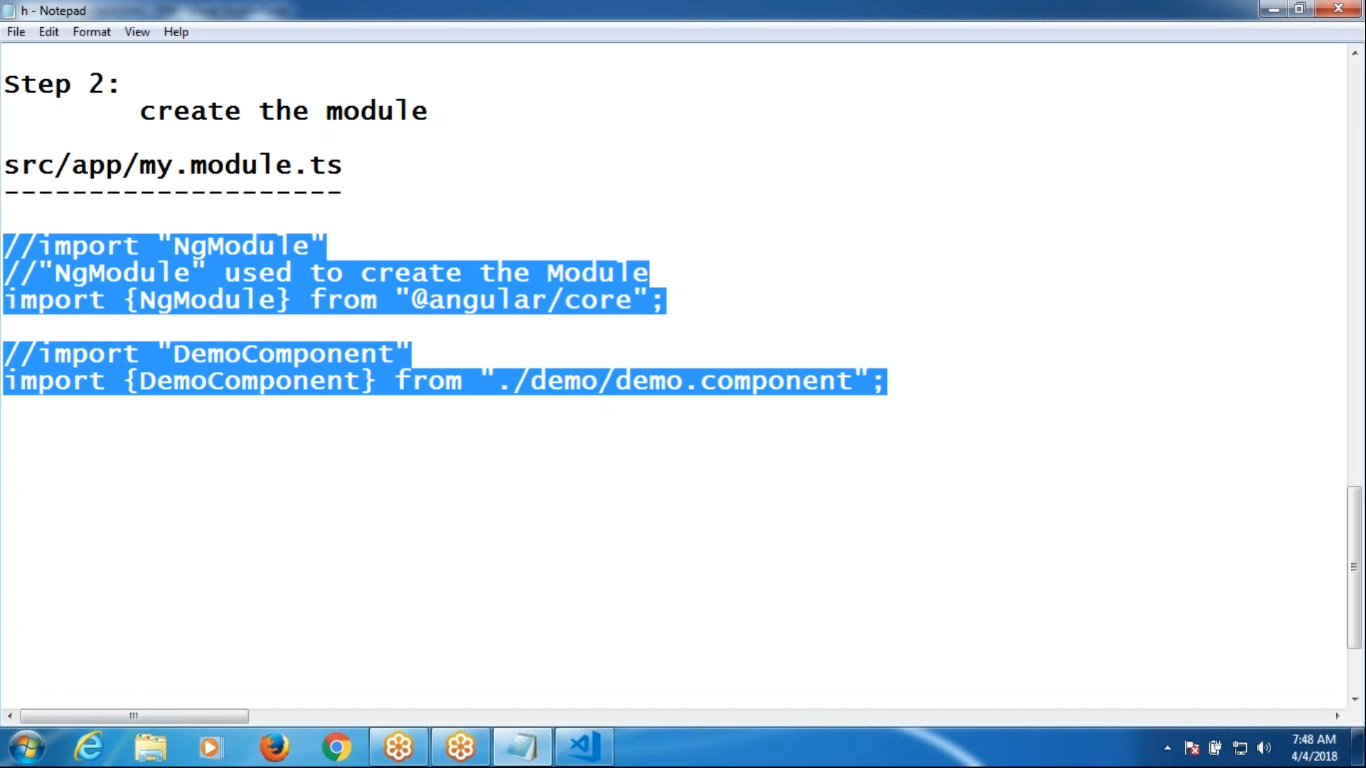 h - Notepad
File Edit Format View Help
Step 2:
create the module
src/app/my.module.ts
--------------------
//import "NgModule"
//"NgModule" used to create the Module
import {NgModule} from "@angular/core";
//import "DemoComponent"
import {DemoComponent} from "./demo/demo.component";
7:48 AM
4/4/2018